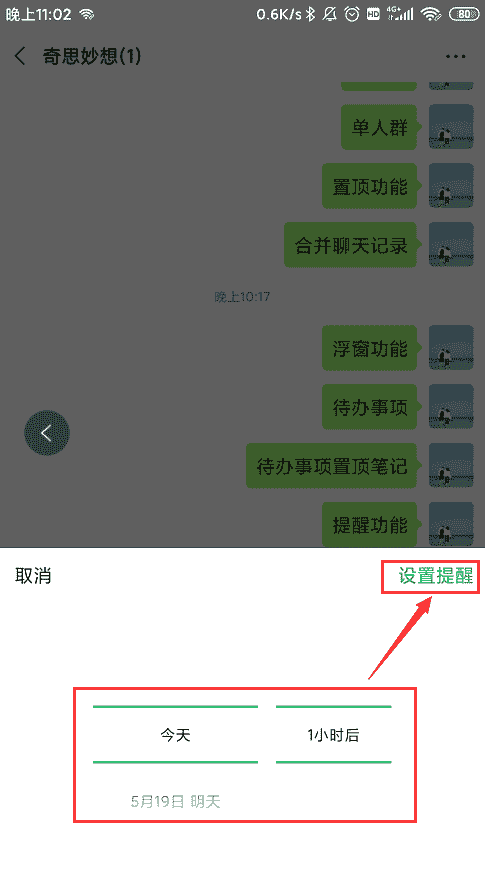 晚上11:02
0.6K/s
HD
4G+
80
奇思妙想(1)
单人群
置顶功能
合并聊天记录
晚上10:17
浮窗功能
待办事项
待办事项置顶笔记
提醒功能
取消
设置提醒
今天
1小时后
5月19日 明天